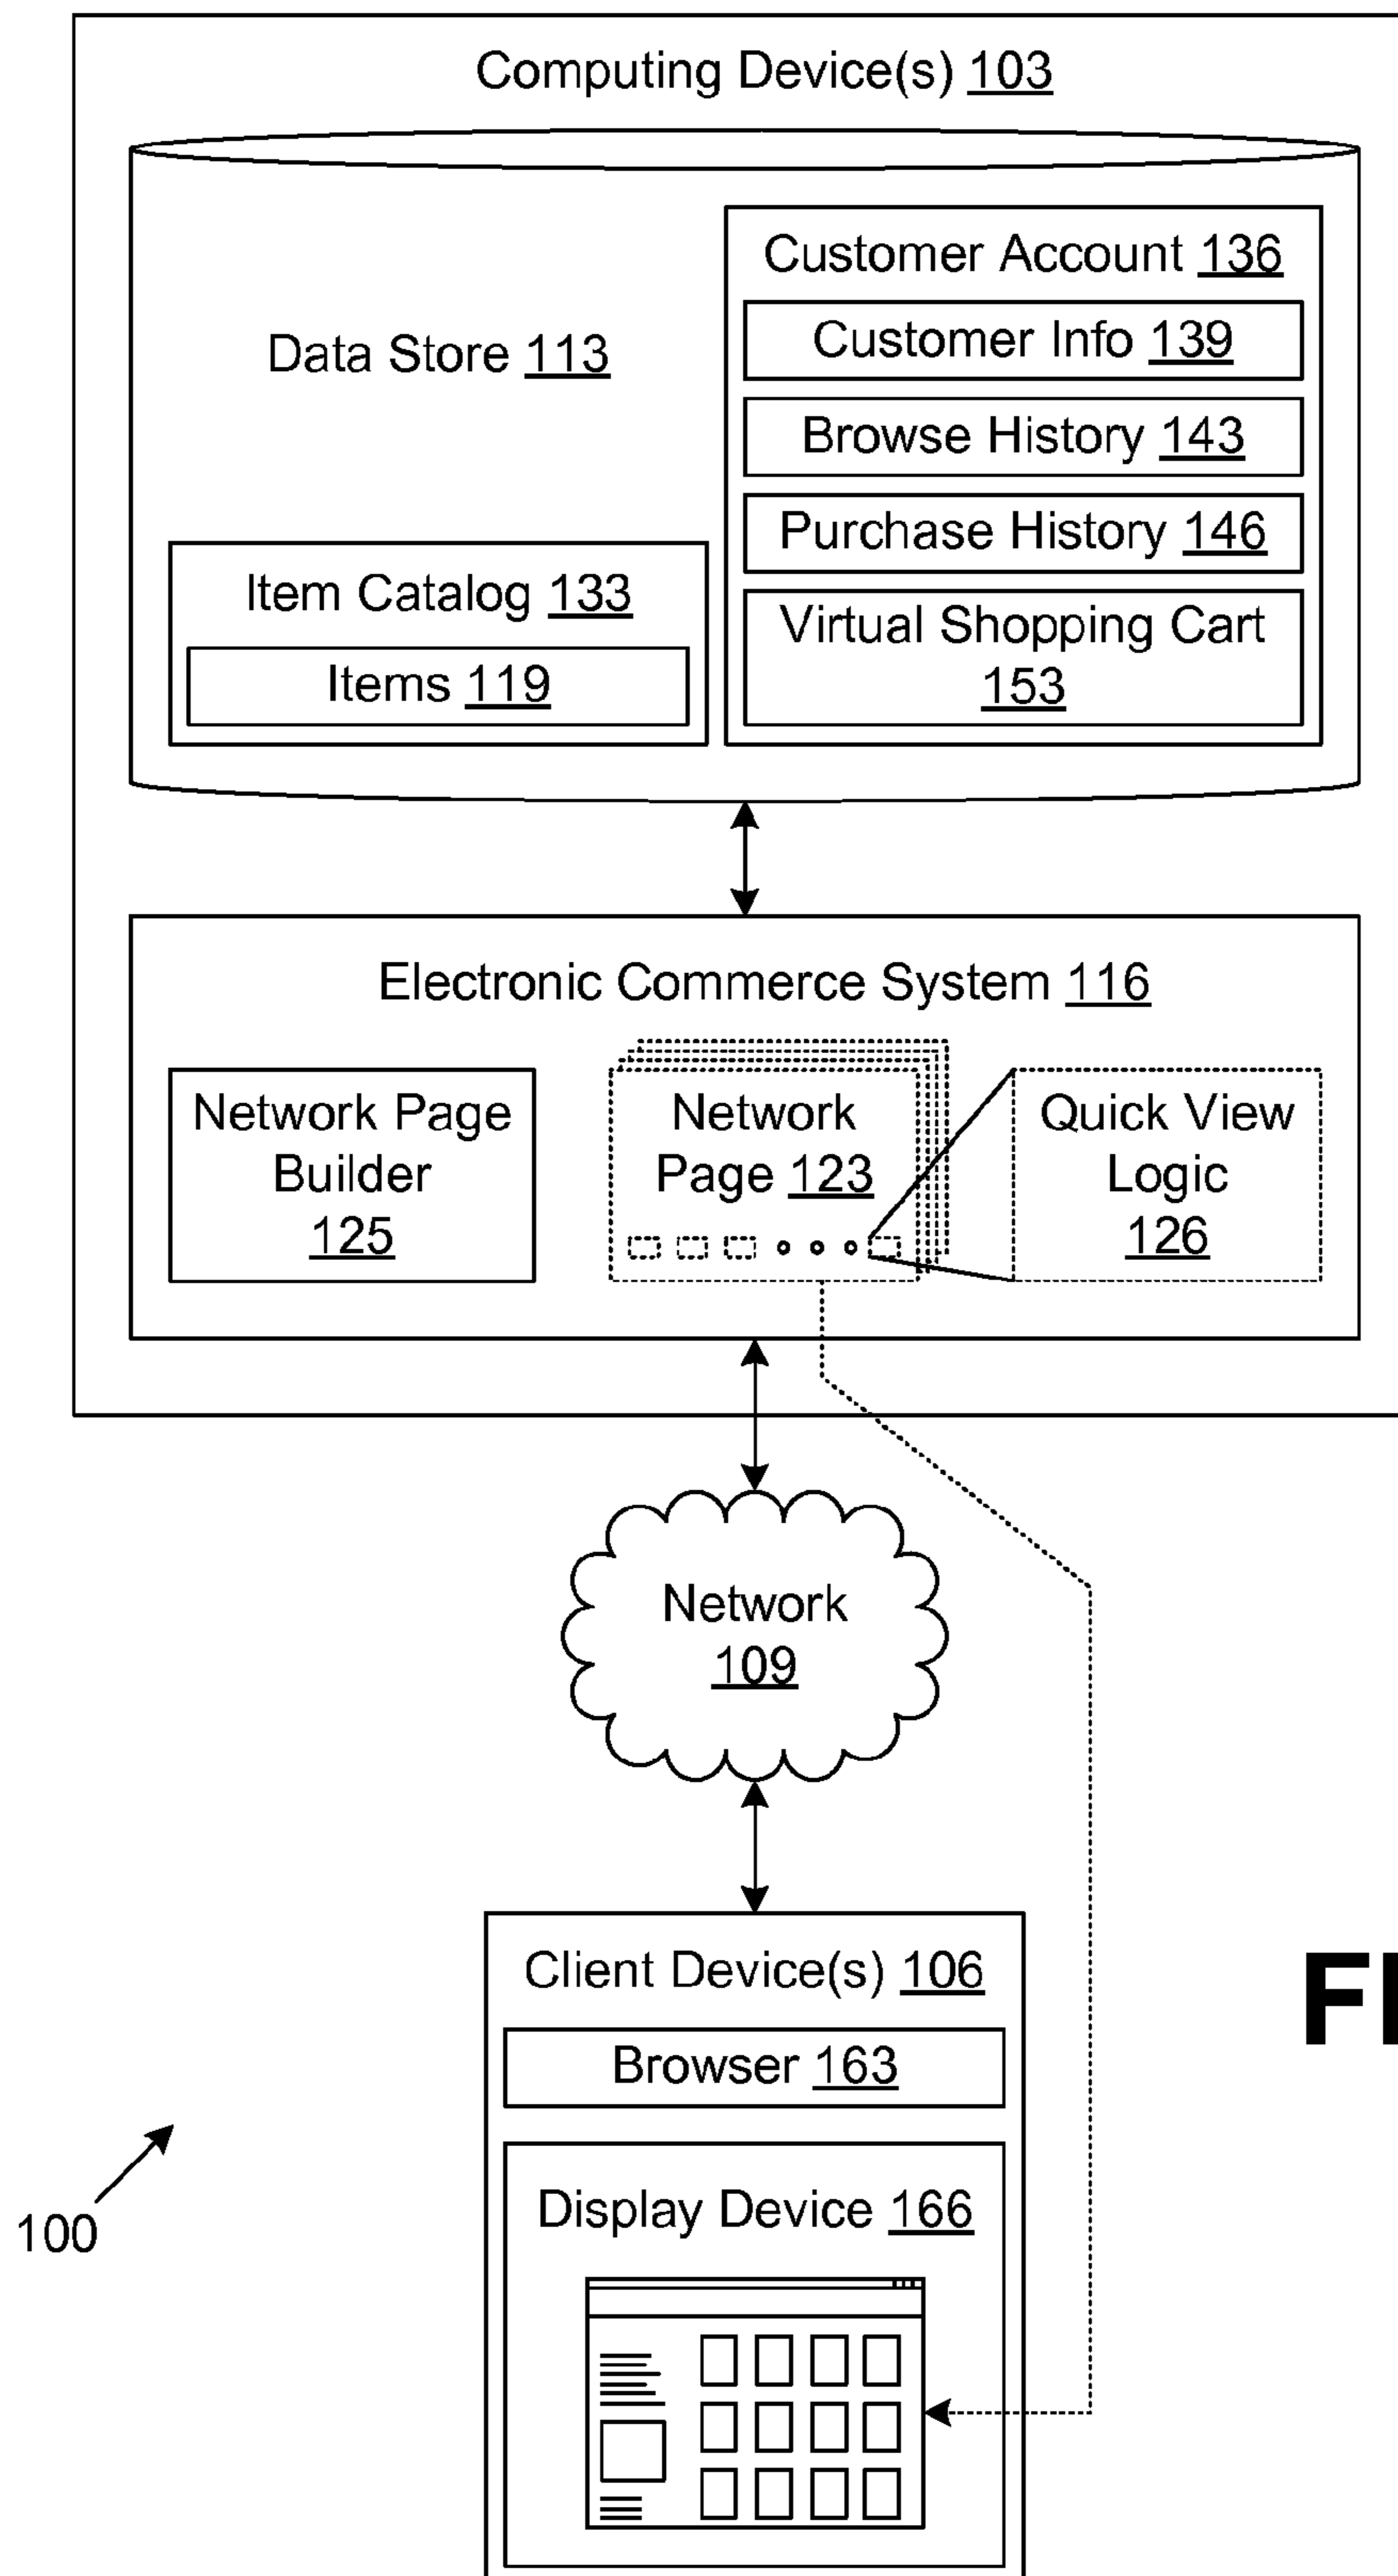 Computing Device(s) 103
Data Store 113
Item Catalog 133
Items 119
Customer Account 136
Customer Info 139
Browse History 143
Purchase History 146
Virtual Shopping Cart
153
Electronic Commerce System 116
Network Page
Builder
125
Network
Page 123
Quick View
Logic
126
Network
109
Client Device(s) 106
Browser 163
Display Device 166
100